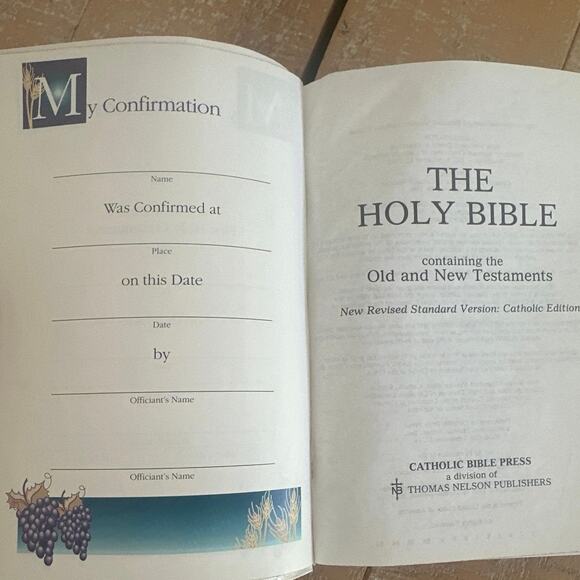 My Confirmation
Name
Was Confirmed at
Place
on this Date
Date
by
Officiant's Name
Officiant's Name
THE
HOLY BIBLE
containing the
Old and New Testaments
New Revised Standard Version: Catholic Edition
CATHOLIC BIBLE PRESS
a division of
THOMAS NELSON PUBLISHERS